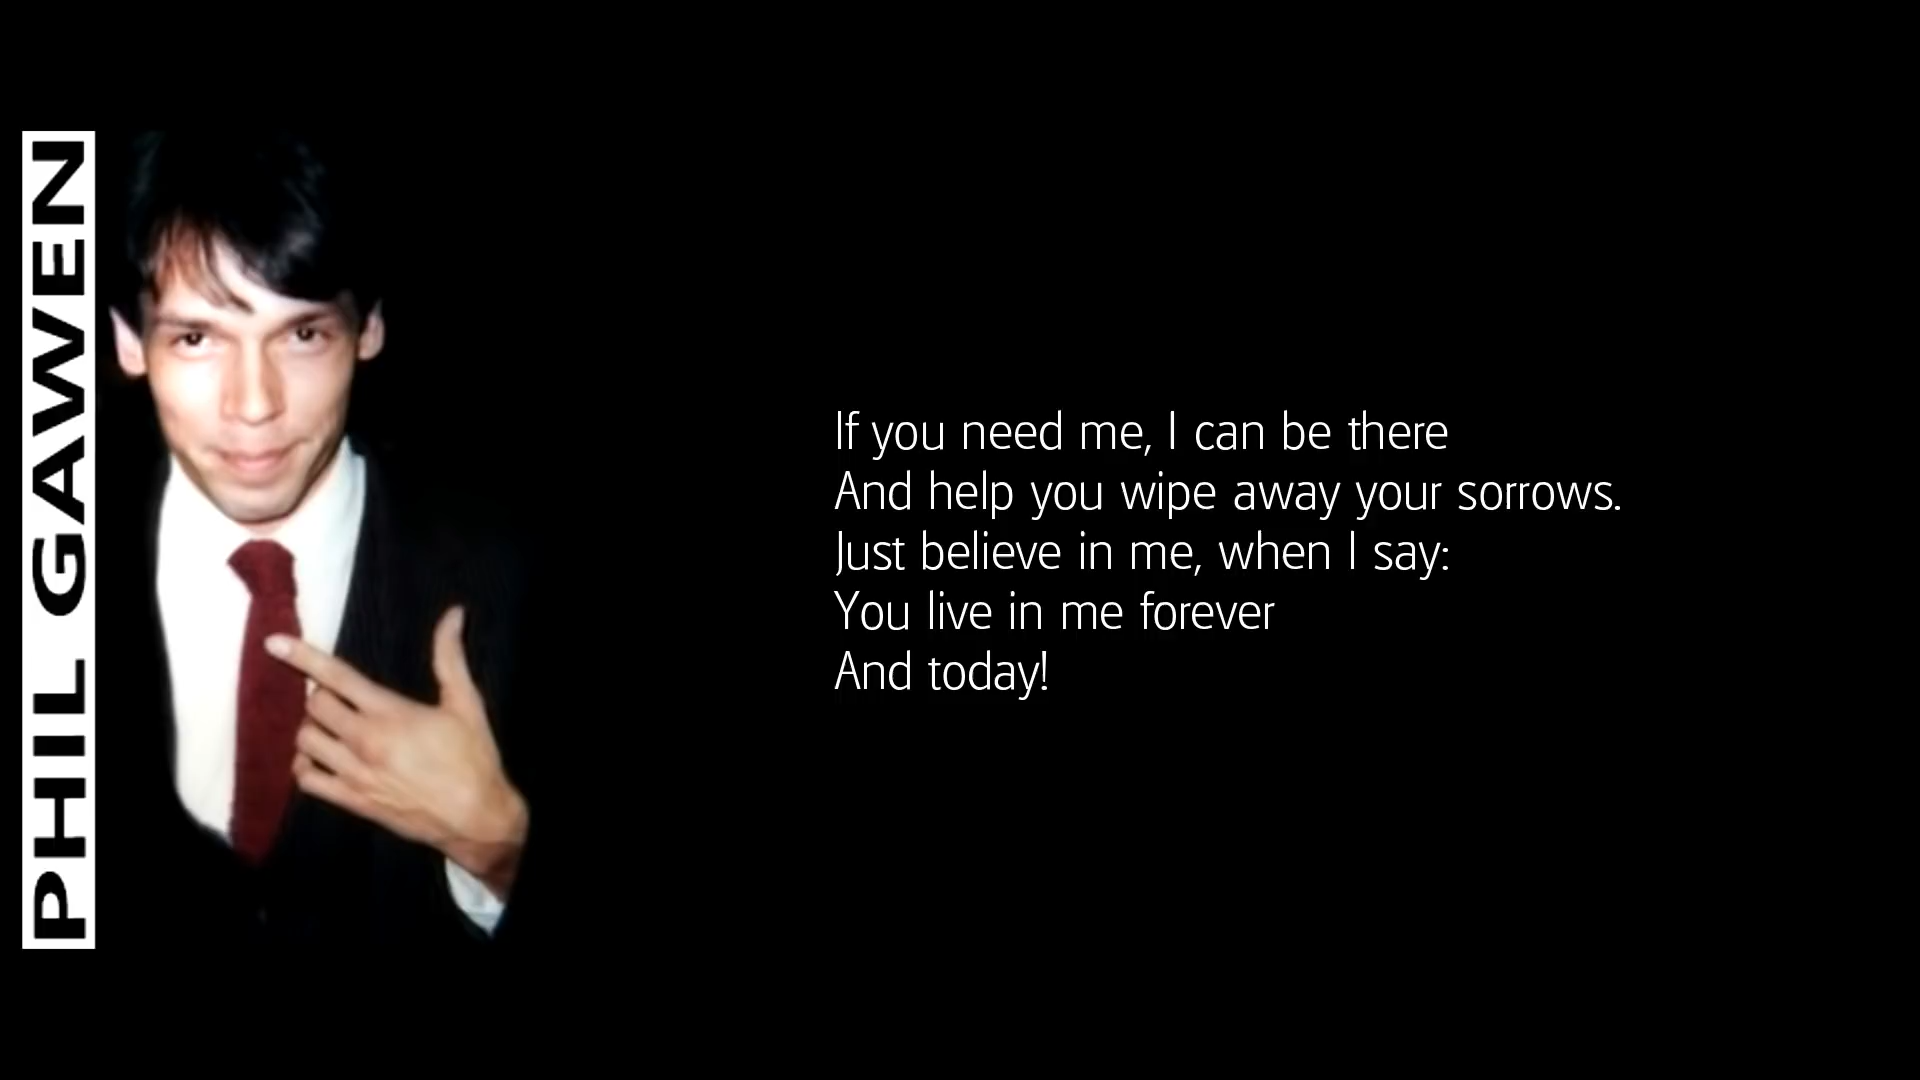 PHIL GAWEN
If you need me, I can be there
And help you wipe away your sorrows.
Just believe in me, when I say:
You live in me forever
And today!